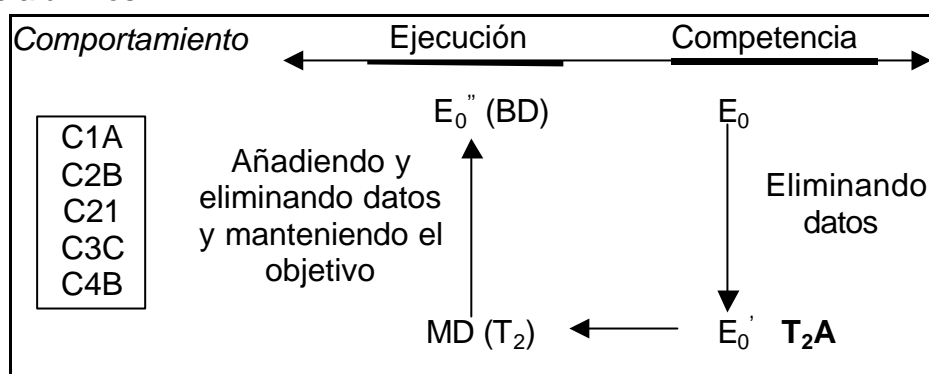 Comportamiento Ejecución Competencia
E₀” (BD) E₀
C1A
C2B
C21
C3C
C4B
Añadiendo y
eliminando datos
y manteniendo el
objetivo
Eliminando
datos
MD (T₂) E₀’ T₂A